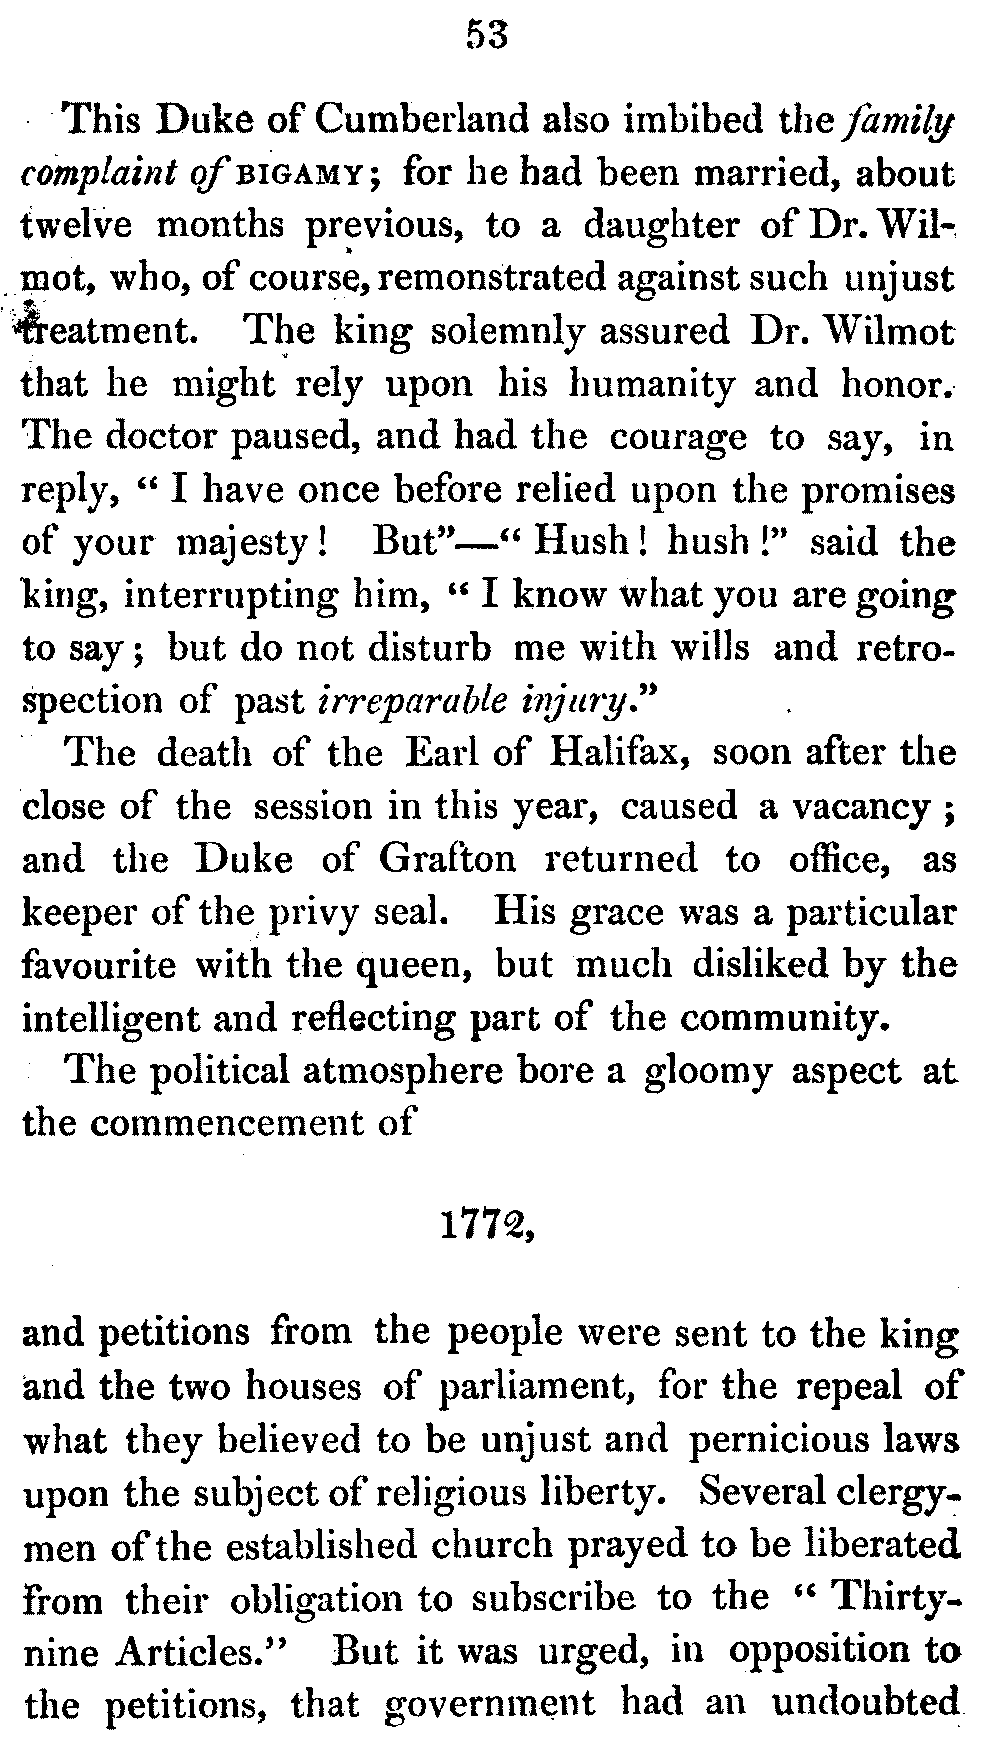 53
This Duke of Cumberland also imbibed the family
complaint of BIGAMY; for he had been married, about
twelve months previous, to a daughter of Dr. Wil-
mot, who, of course, remonstrated against such unjust
treatment. The king solemnly assured Dr. Wilmot
that he might rely upon his humanity and honor.
The doctor paused, and had the courage to say, in
reply, “ I have once before relied upon the promises
of your majesty! But”—“ Hush! hush!” said the
king, interrupting him, “ I know what you are going
to say; but do not disturb me with wills and retro-
spection of past irreparable injury.”
The death of the Earl of Halifax, soon after the
close of the session in this year, caused a vacancy;
and the Duke of Grafton returned to office, as
keeper of the privy seal. His grace was a particular
favourite with the queen, but much disliked by the
intelligent and reflecting part of the community.
The political atmosphere bore a gloomy aspect at
the commencement of
1772,
and petitions from the people were sent to the king
and the two houses of parliament, for the repeal of
what they believed to be unjust and pernicious laws
upon the subject of religious liberty. Several clergy-
men of the established church prayed to be liberated
from their obligation to subscribe to the “ Thirty-
nine Articles.” But it was urged, in opposition to
the petitions, that government had an undoubted